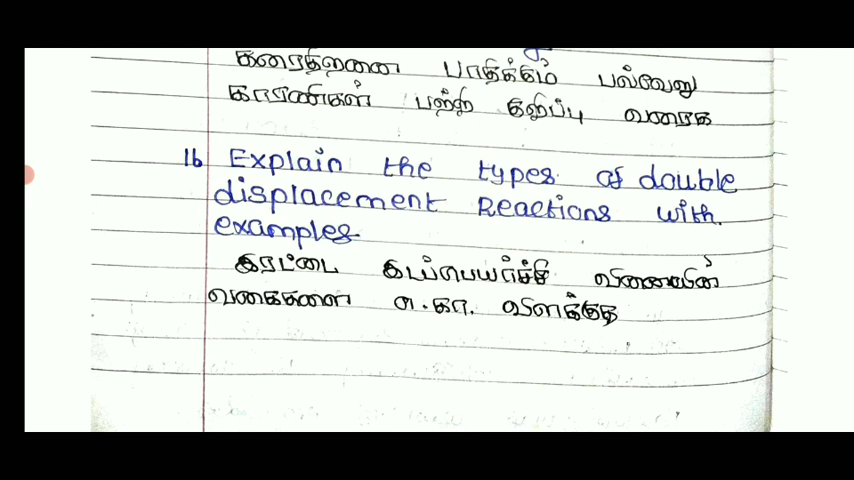 கரைதிறனை பாதிக்கும் பல்வேறு
காரணிகள் பற்றி குறிப்பு வரைக
16 Explain the types of double
displacement Reactions with
examples
இரட்டை இடப்பெயர்ச்சி வினையின்
வகைகளை எ.கா. விளக்குக